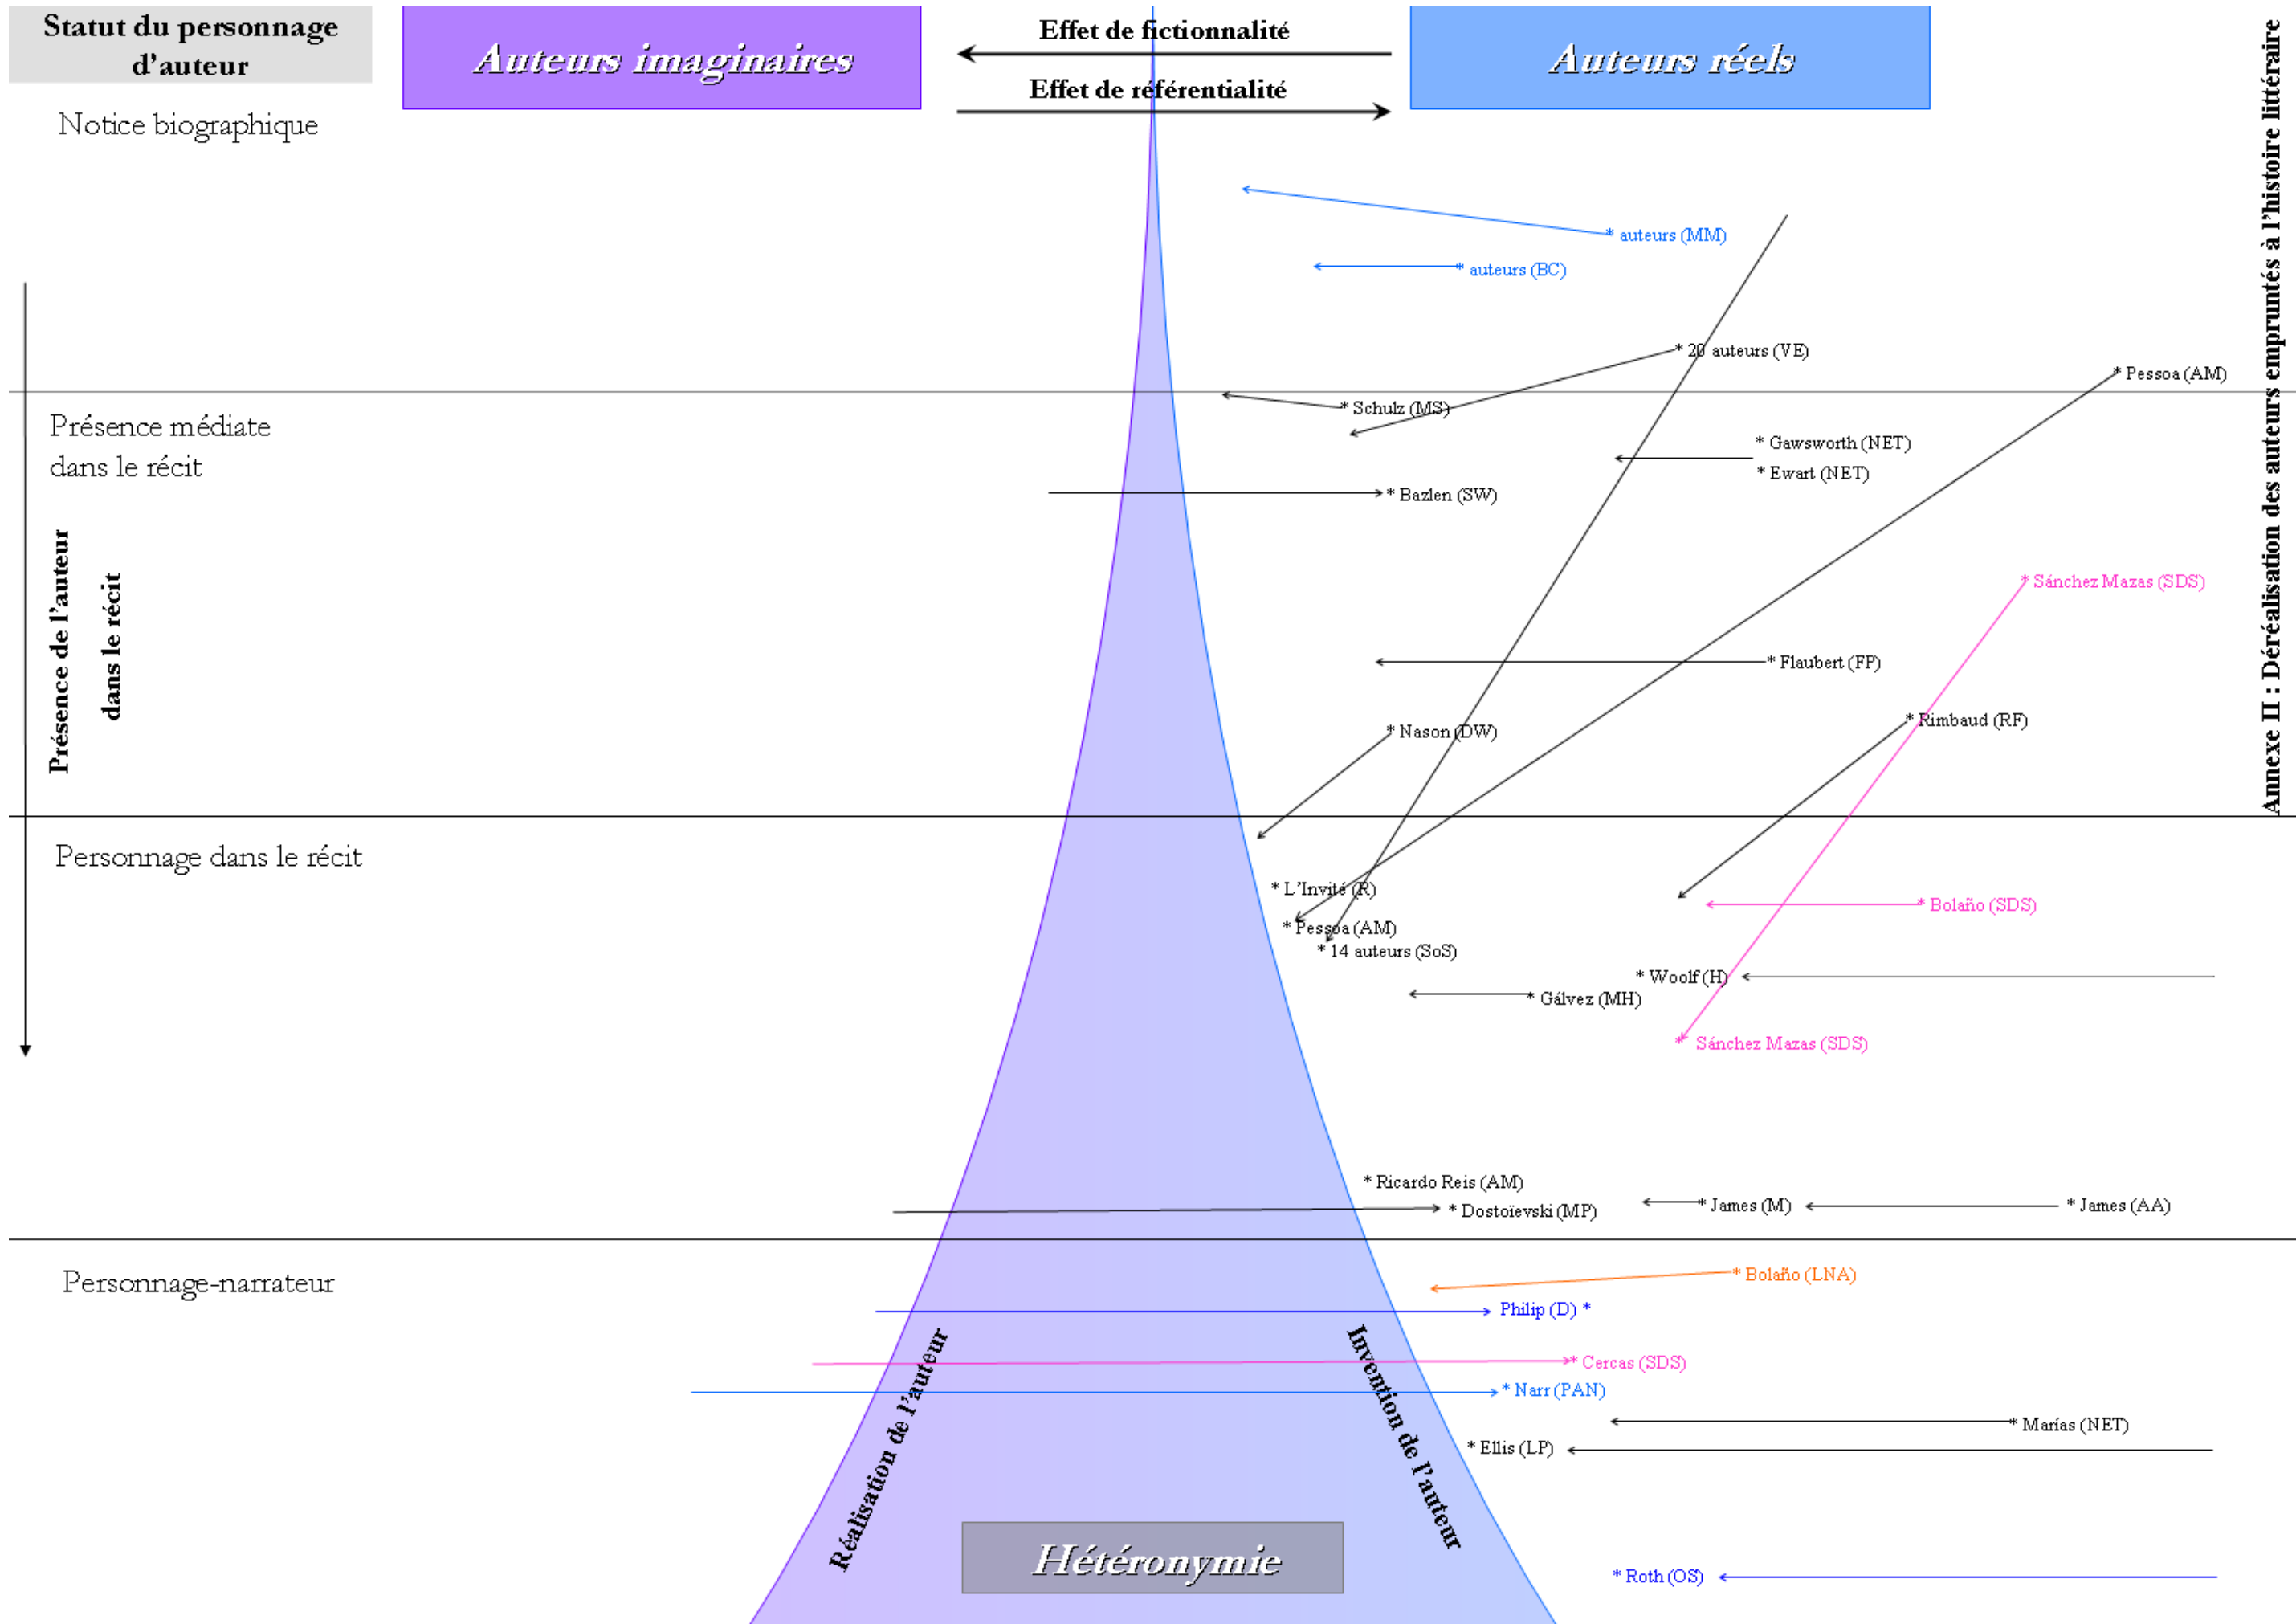 Statut du personnage
d'auteur
Auteurs imaginaires
Effet de fictionnalité
Effet de référentialité
Auteurs réels
Annexe II : Déréalisation des auteurs empruntés à l'histoire littéraire
Notice biographique
* auteurs (MM)
* auteurs (BC)
* 20 auteurs (VE)
* Pessoa (AM)
Présence médiate
dans le récit
* Schulz (MS)
* Gawsworth (NET)
* Ewart (NET)
* Bazlen (SW)
Présence de l'auteur
dans le récit
* Sánchez Mazas (SDS)
* Flaubert (FP)
* Rimbaud (RF)
* Nason (DW)
Personnage dans le récit
* L'Invité (R)
* Bolaño (SDS)
* Pessoa (AM)
* 14 auteurs (SoS)
* Woolf (H)
* Gálvez (MH)
* Sánchez Mazas (SDS)
* Ricardo Reis (AM)
* Dostoïevski (MP)
* James (M)
* James (AA)
Personnage-narrateur
* Bolaño (LNA)
Philip (D) *
* Cercas (SDS)
* Narr (PAN)
* Marías (NET)
* Ellis (LP)
Réalisation de l'auteur
Invention de l'auteur
Hétéronymie
* Roth (OS)